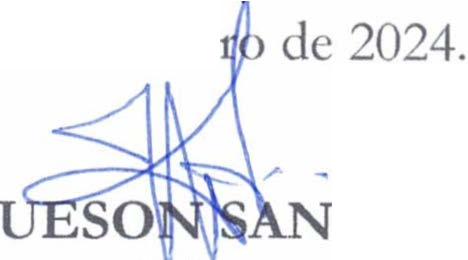 ro de 2024.
UESON SAN